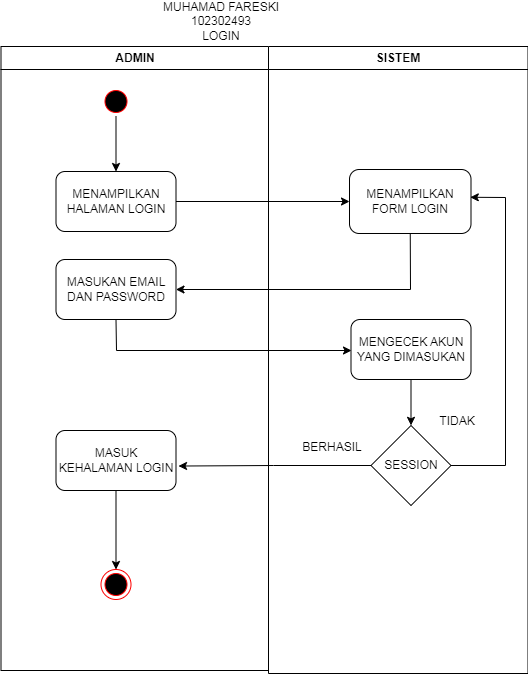 MUHAMAD FARESKI
102302493
LOGIN
ADMIN
SISTEM
MENAMPILKAN
HALAMAN LOGIN
MENAMPILKAN
FORM LOGIN
MASUKAN EMAIL
DAN PASSWORD
MENGECEK AKUN
YANG DIMASUKAN
TIDAK
BERHASIL
SESSION
MASUK
KEHALAMAN LOGIN